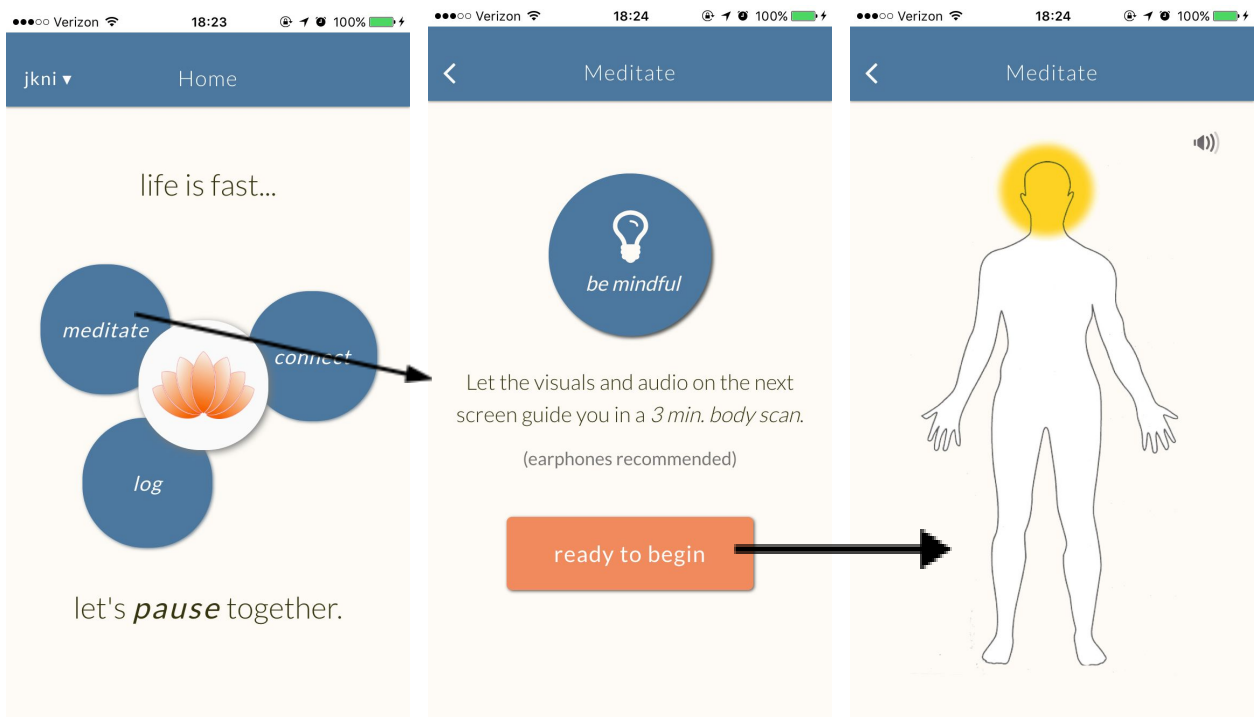 ●●●○○ Verizon 18:23 100%
jkni ▾ Home
life is fast...
meditate
connect
log
let's pause together.
●●●○○ Verizon 18:24 100%
Meditate
be mindful
Let the visuals and audio on the next
screen guide you in a 3 min. body scan.
(earphones recommended)
ready to begin
●●●○○ Verizon 18:24 100%
Meditate